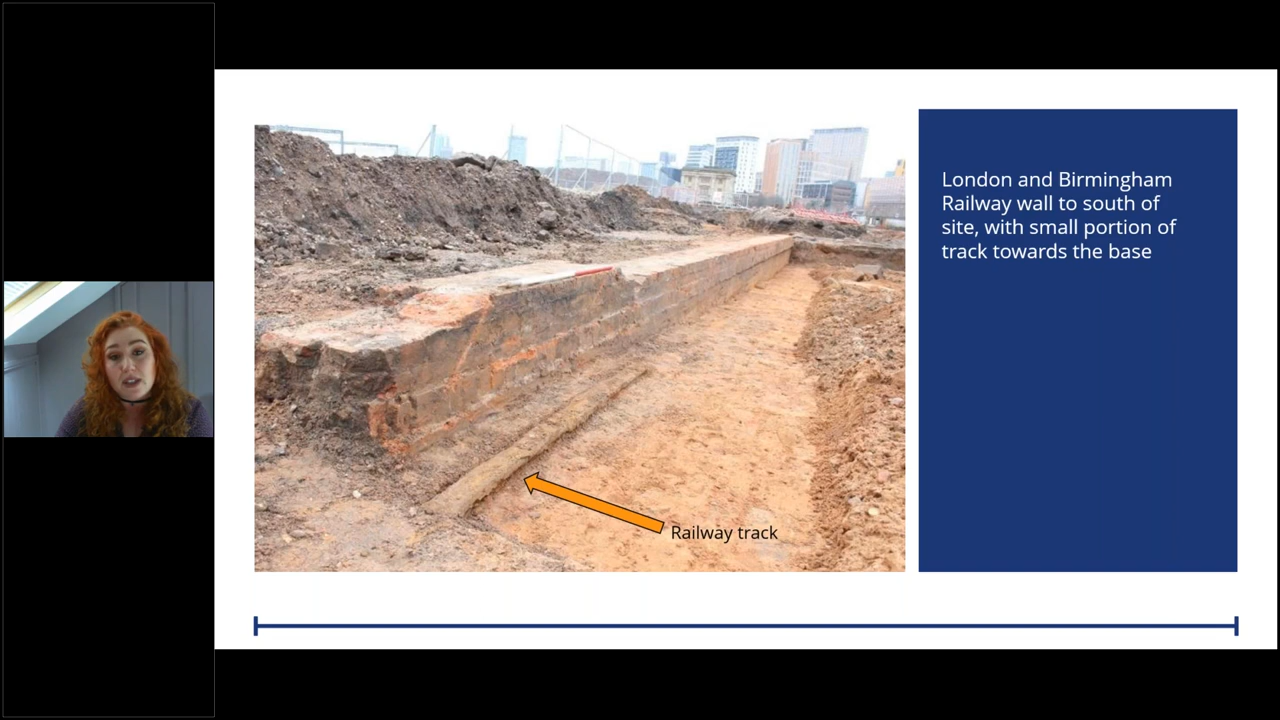 London and Birmingham
Railway wall to south of
site, with small portion of
track towards the base
Railway track